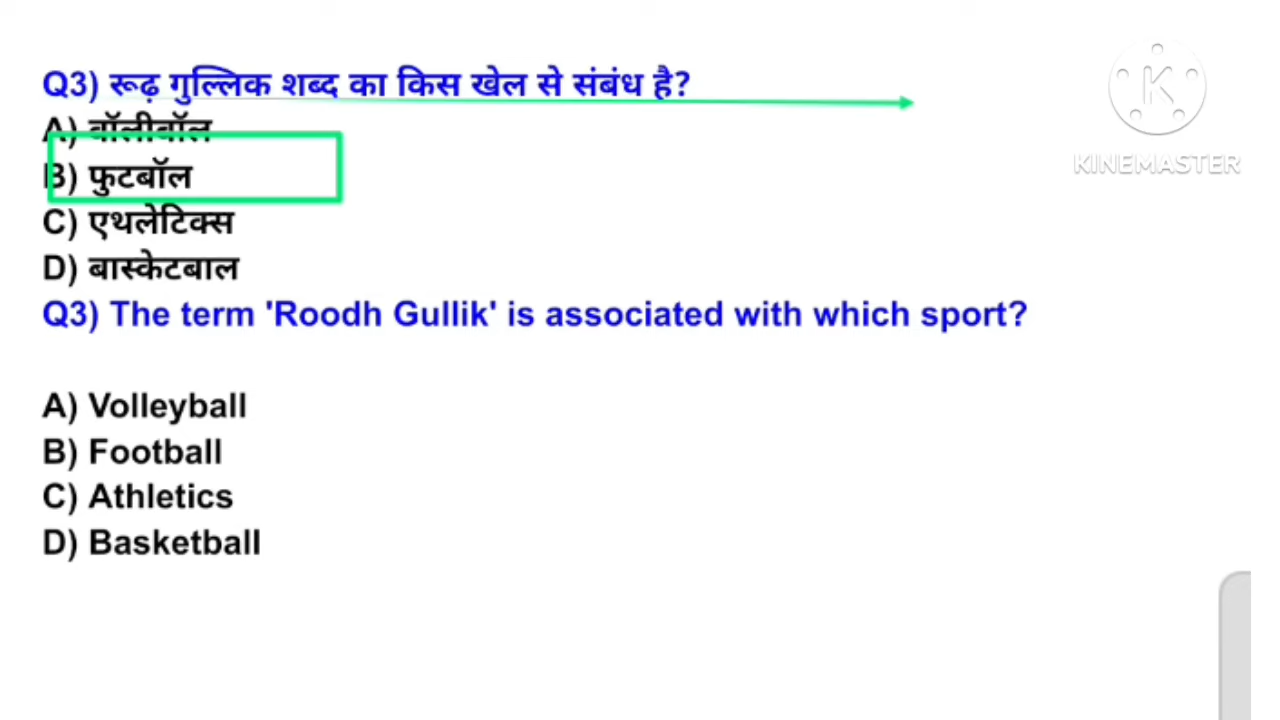 Q3) रूढ़ गुल्लिक शब्द का किस खेल से संबंध है?
A) बॉलीबॉल
B) फुटबॉल
C) एथलेटिक्स
D) बास्केटबाल
Q3) The term 'Roodh Gullik' is associated with which sport?
A) Volleyball
B) Football
C) Athletics
D) Basketball
K
KINEMASTER